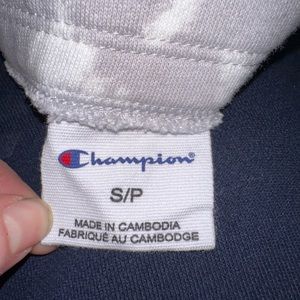 Champion®
S/P
MADE IN CAMBODIA
FABRIQUÉ AU CAMBODGE